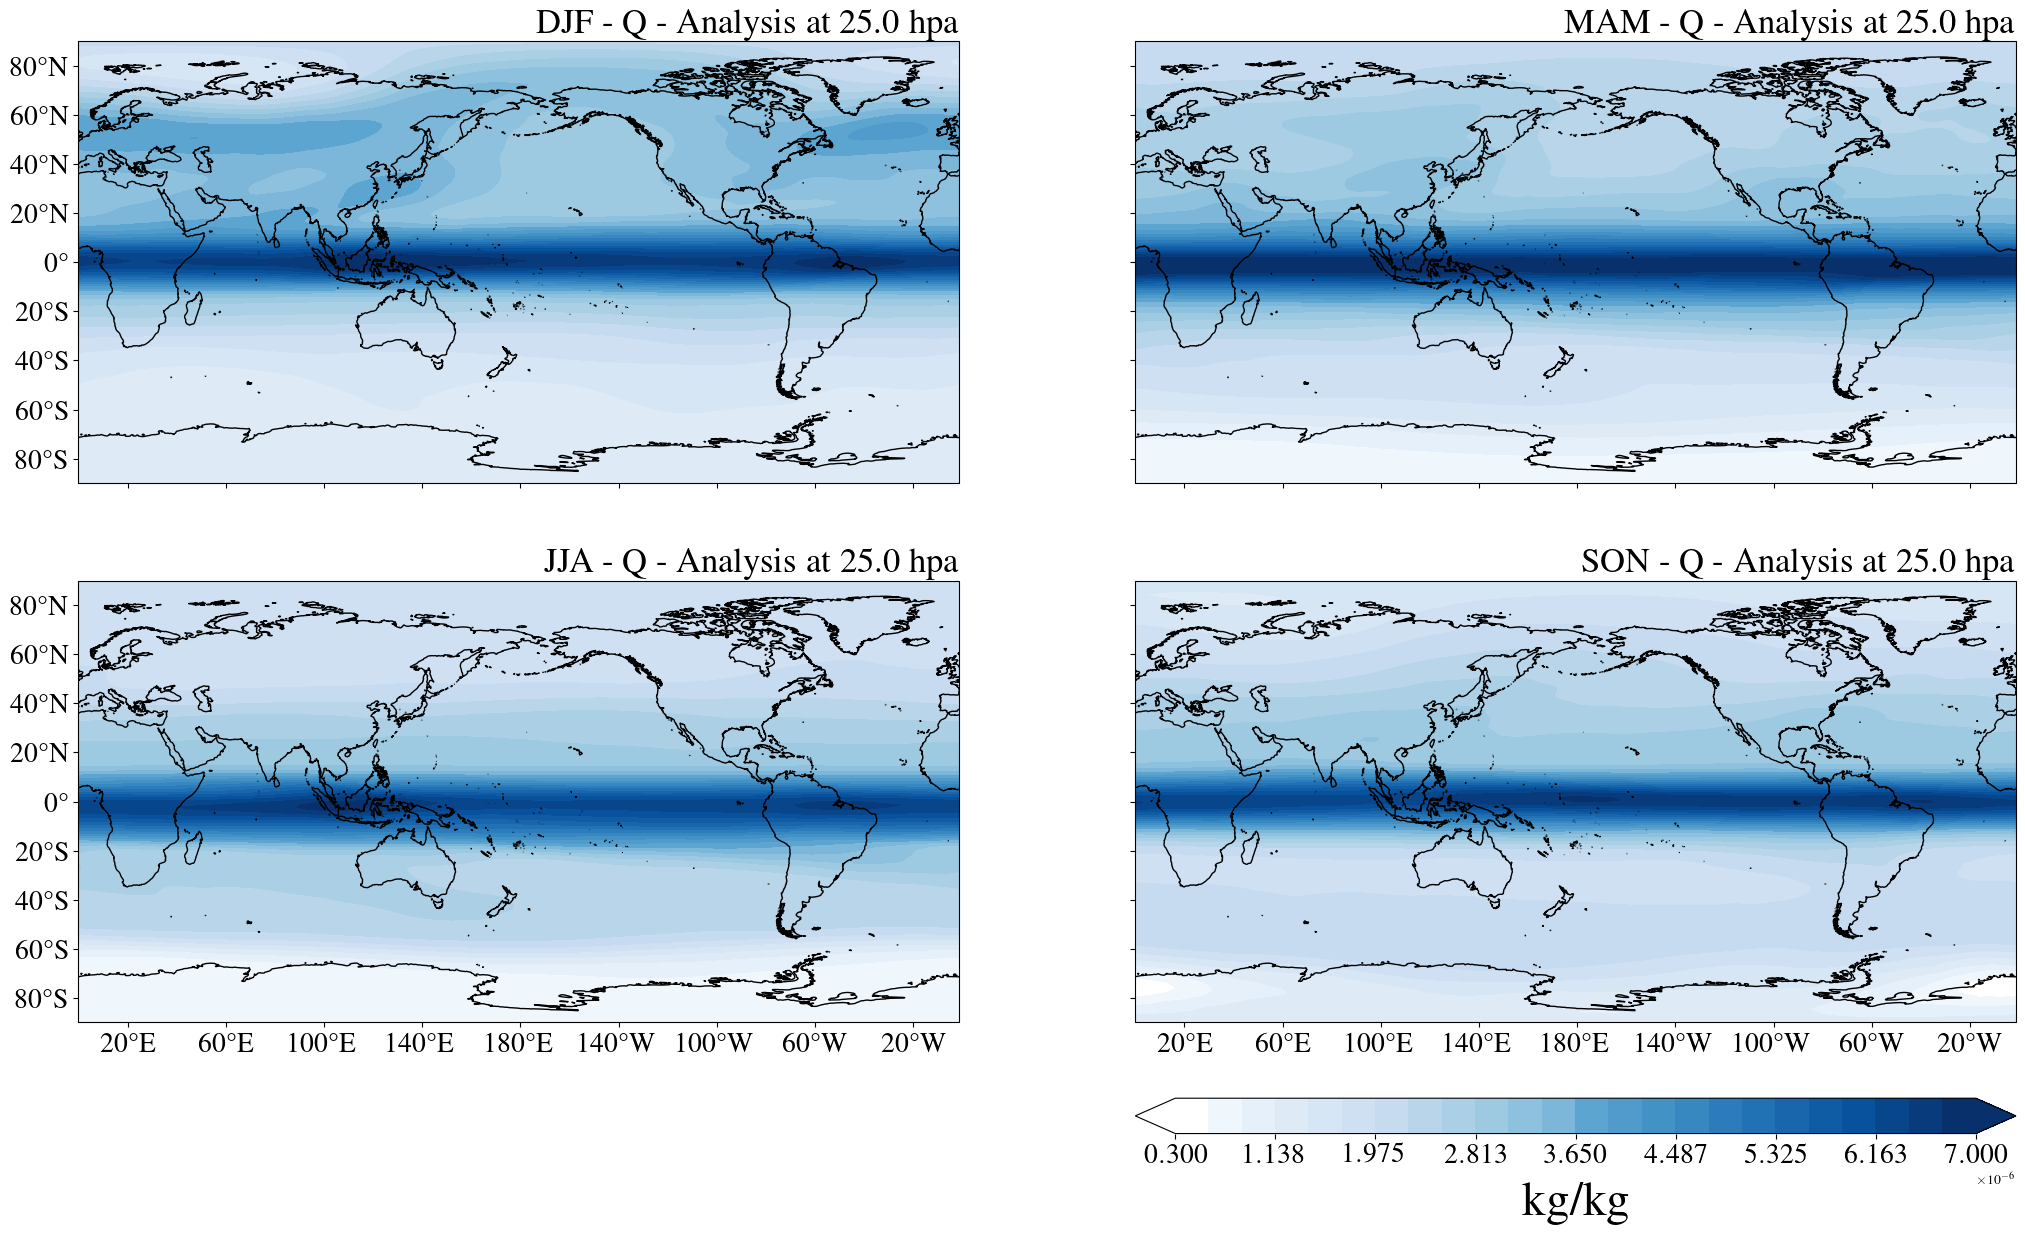 DJF - Q - Analysis at 25.0 hpa
MAM - Q - Analysis at 25.0 hpa
80°N
60°N
40°N
20°N
0°
20°S
40°S
60°S
80°S
JJA - Q - Analysis at 25.0 hpa
SON - Q - Analysis at 25.0 hpa
80°N
60°N
40°N
20°N
0°
20°S
40°S
60°S
80°S
20°E 60°E 100°E 140°E 180°E 140°W 100°W 60°W 20°W
20°E 60°E 100°E 140°E 180°E 140°W 100°W 60°W 20°W
0.300 1.138 1.975 2.813 3.650 4.487 5.325 6.163 7.000
×10⁻⁶
kg/kg